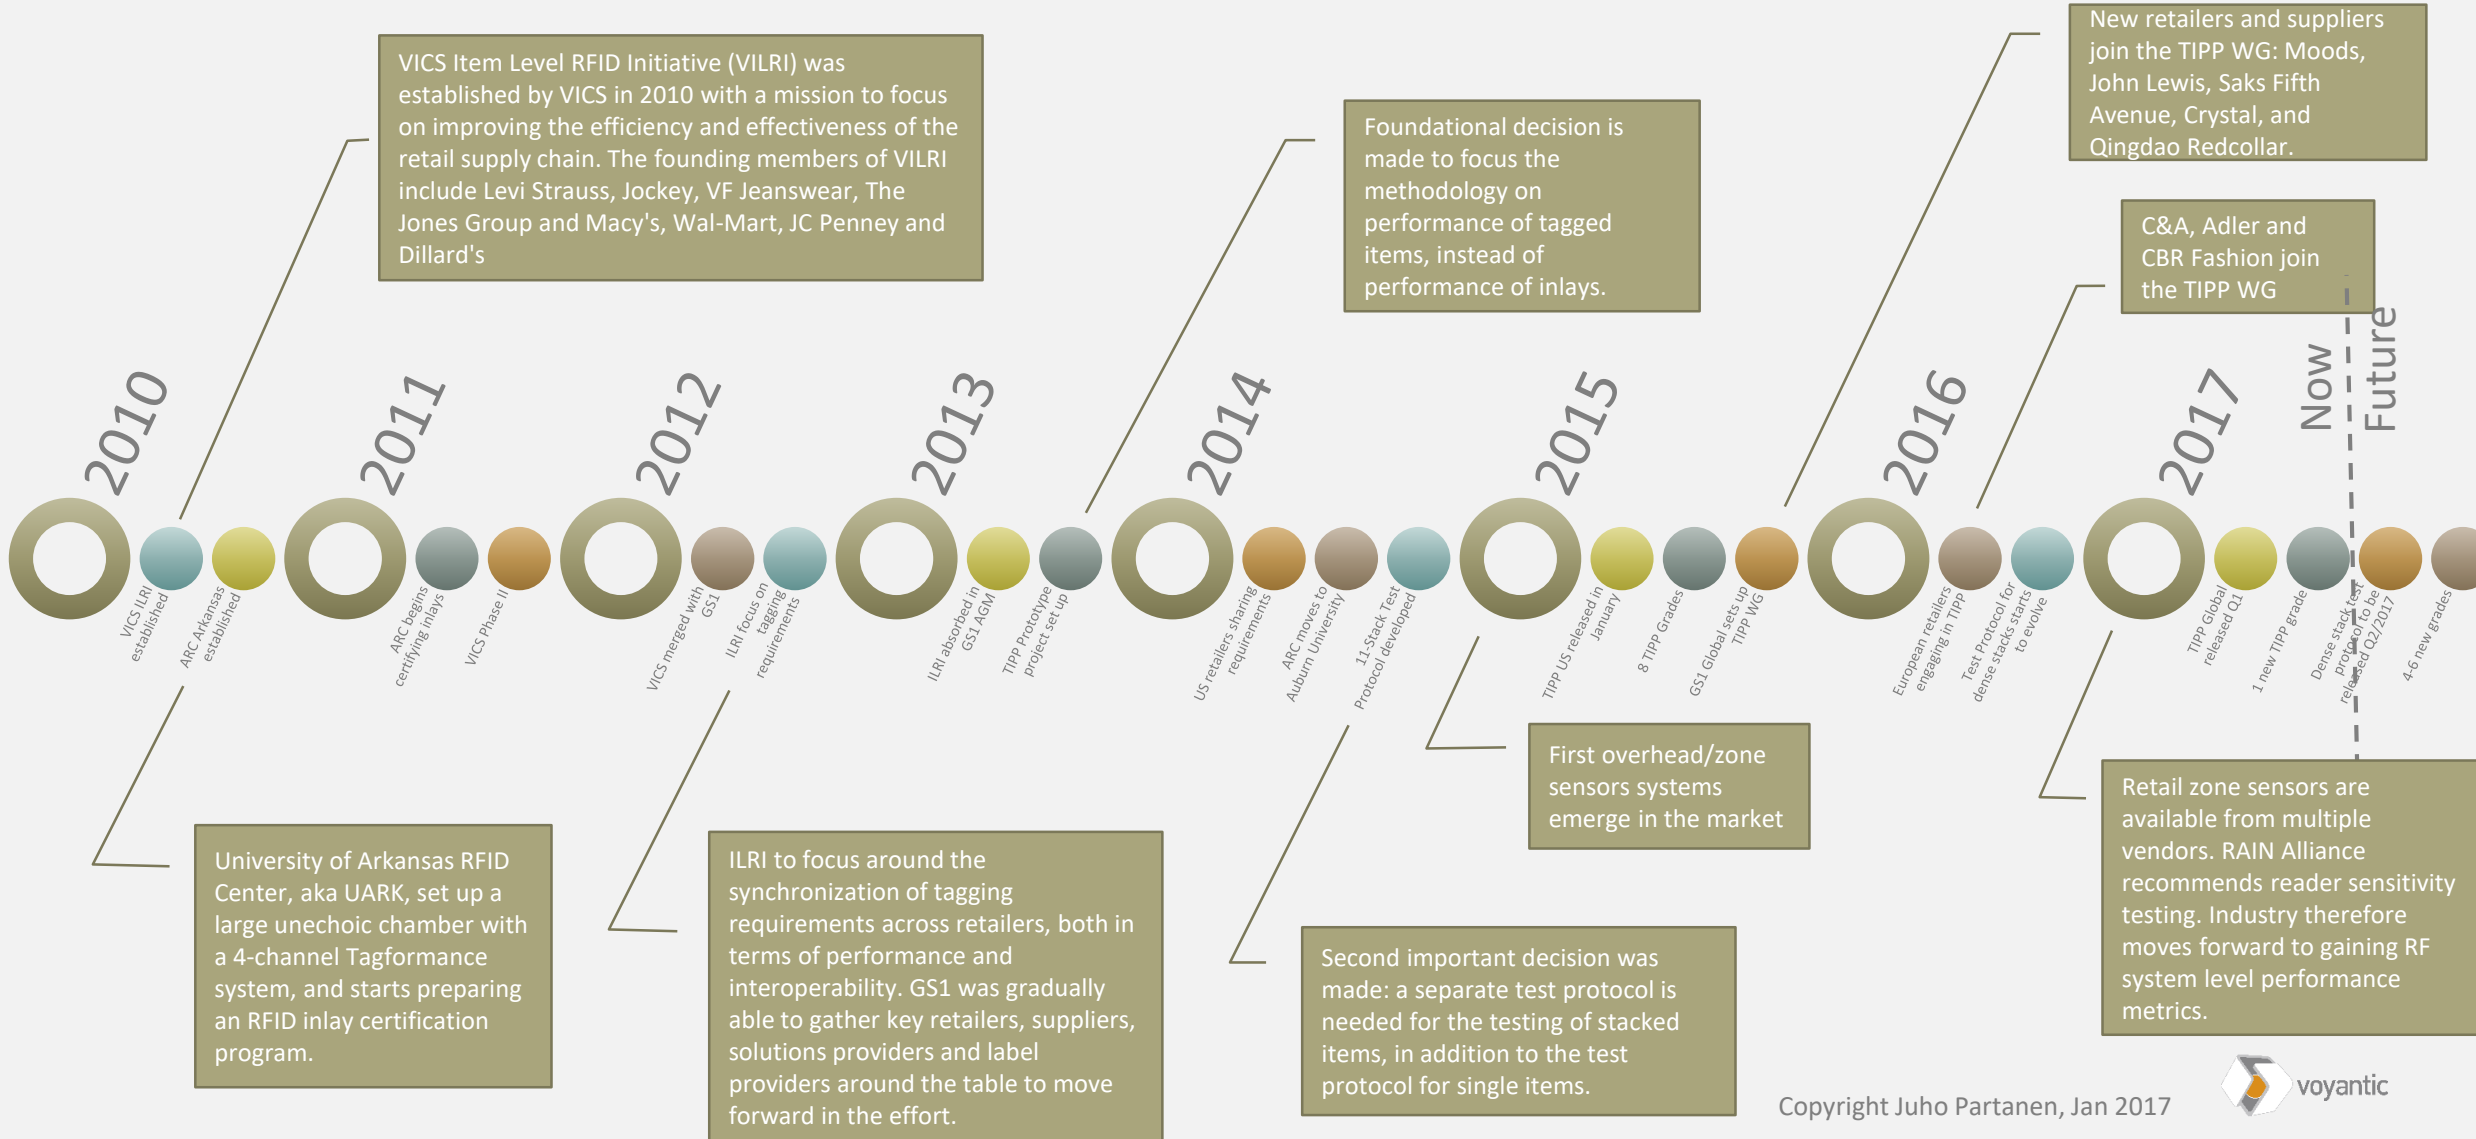 New retailers and suppliers
join the TIPP WG: Moods,
John Lewis, Saks Fifth
Avenue, Crystal, and
Qingdao Redcollar.
VICS Item Level RFID Initiative (VILRI) was
established by VICS in 2010 with a mission to focus
on improving the efficiency and effectiveness of the
retail supply chain. The founding members of VILRI
include Levi Strauss, Jockey, VF Jeanswear, The
Jones Group and Macy's, Wal-Mart, JC Penney and
Dillard's
Foundational decision is
made to focus the
methodology on
performance of tagged
items, instead of
performance of inlays.
C&A, Adler and
CBR Fashion join
the TIPP WG
Now
Future
2010
2011
2012
2013
2014
2015
2016
2017
VICS ILRI
established
ARC Arkansas
established
ARC begins
certifying inlays
VICS Phase II
VICS merged with
GS1
ILRI focus on
tagging
requirements
ILRI absorbed in
GS1 AGM
TIPP Prototype
project set up
US retailers sharing
requirements
ARC moves to
Auburn University
11-Stack Test
Protocol developed
TIPP US released in
January
8 TIPP Grades
GS1 Global sets up
TIPP WG
European retailers
engaging in TIPP
Test Protocol for
dense stacks starts
to evolve
TIPP Global
released Q1
1 new TIPP grade
Dense stack test
protocol to be
released Q2/2017
4-6 new grades
University of Arkansas RFID
Center, aka UARK, set up a
large unechoic chamber with
a 4-channel Tagformance
system, and starts preparing
an RFID inlay certification
program.
ILRI to focus around the
synchronization of tagging
requirements across retailers, both in
terms of performance and
interoperability. GS1 was gradually
able to gather key retailers, suppliers,
solutions providers and label
providers around the table to move
forward in the effort.
Second important decision was
made: a separate test protocol is
needed for the testing of stacked
items, in addition to the test
protocol for single items.
First overhead/zone
sensors systems
emerge in the market
Retail zone sensors are
available from multiple
vendors. RAIN Alliance
recommends reader sensitivity
testing. Industry therefore
moves forward to gaining RF
system level performance
metrics.
Copyright Juho Partanen, Jan 2017
voyantic